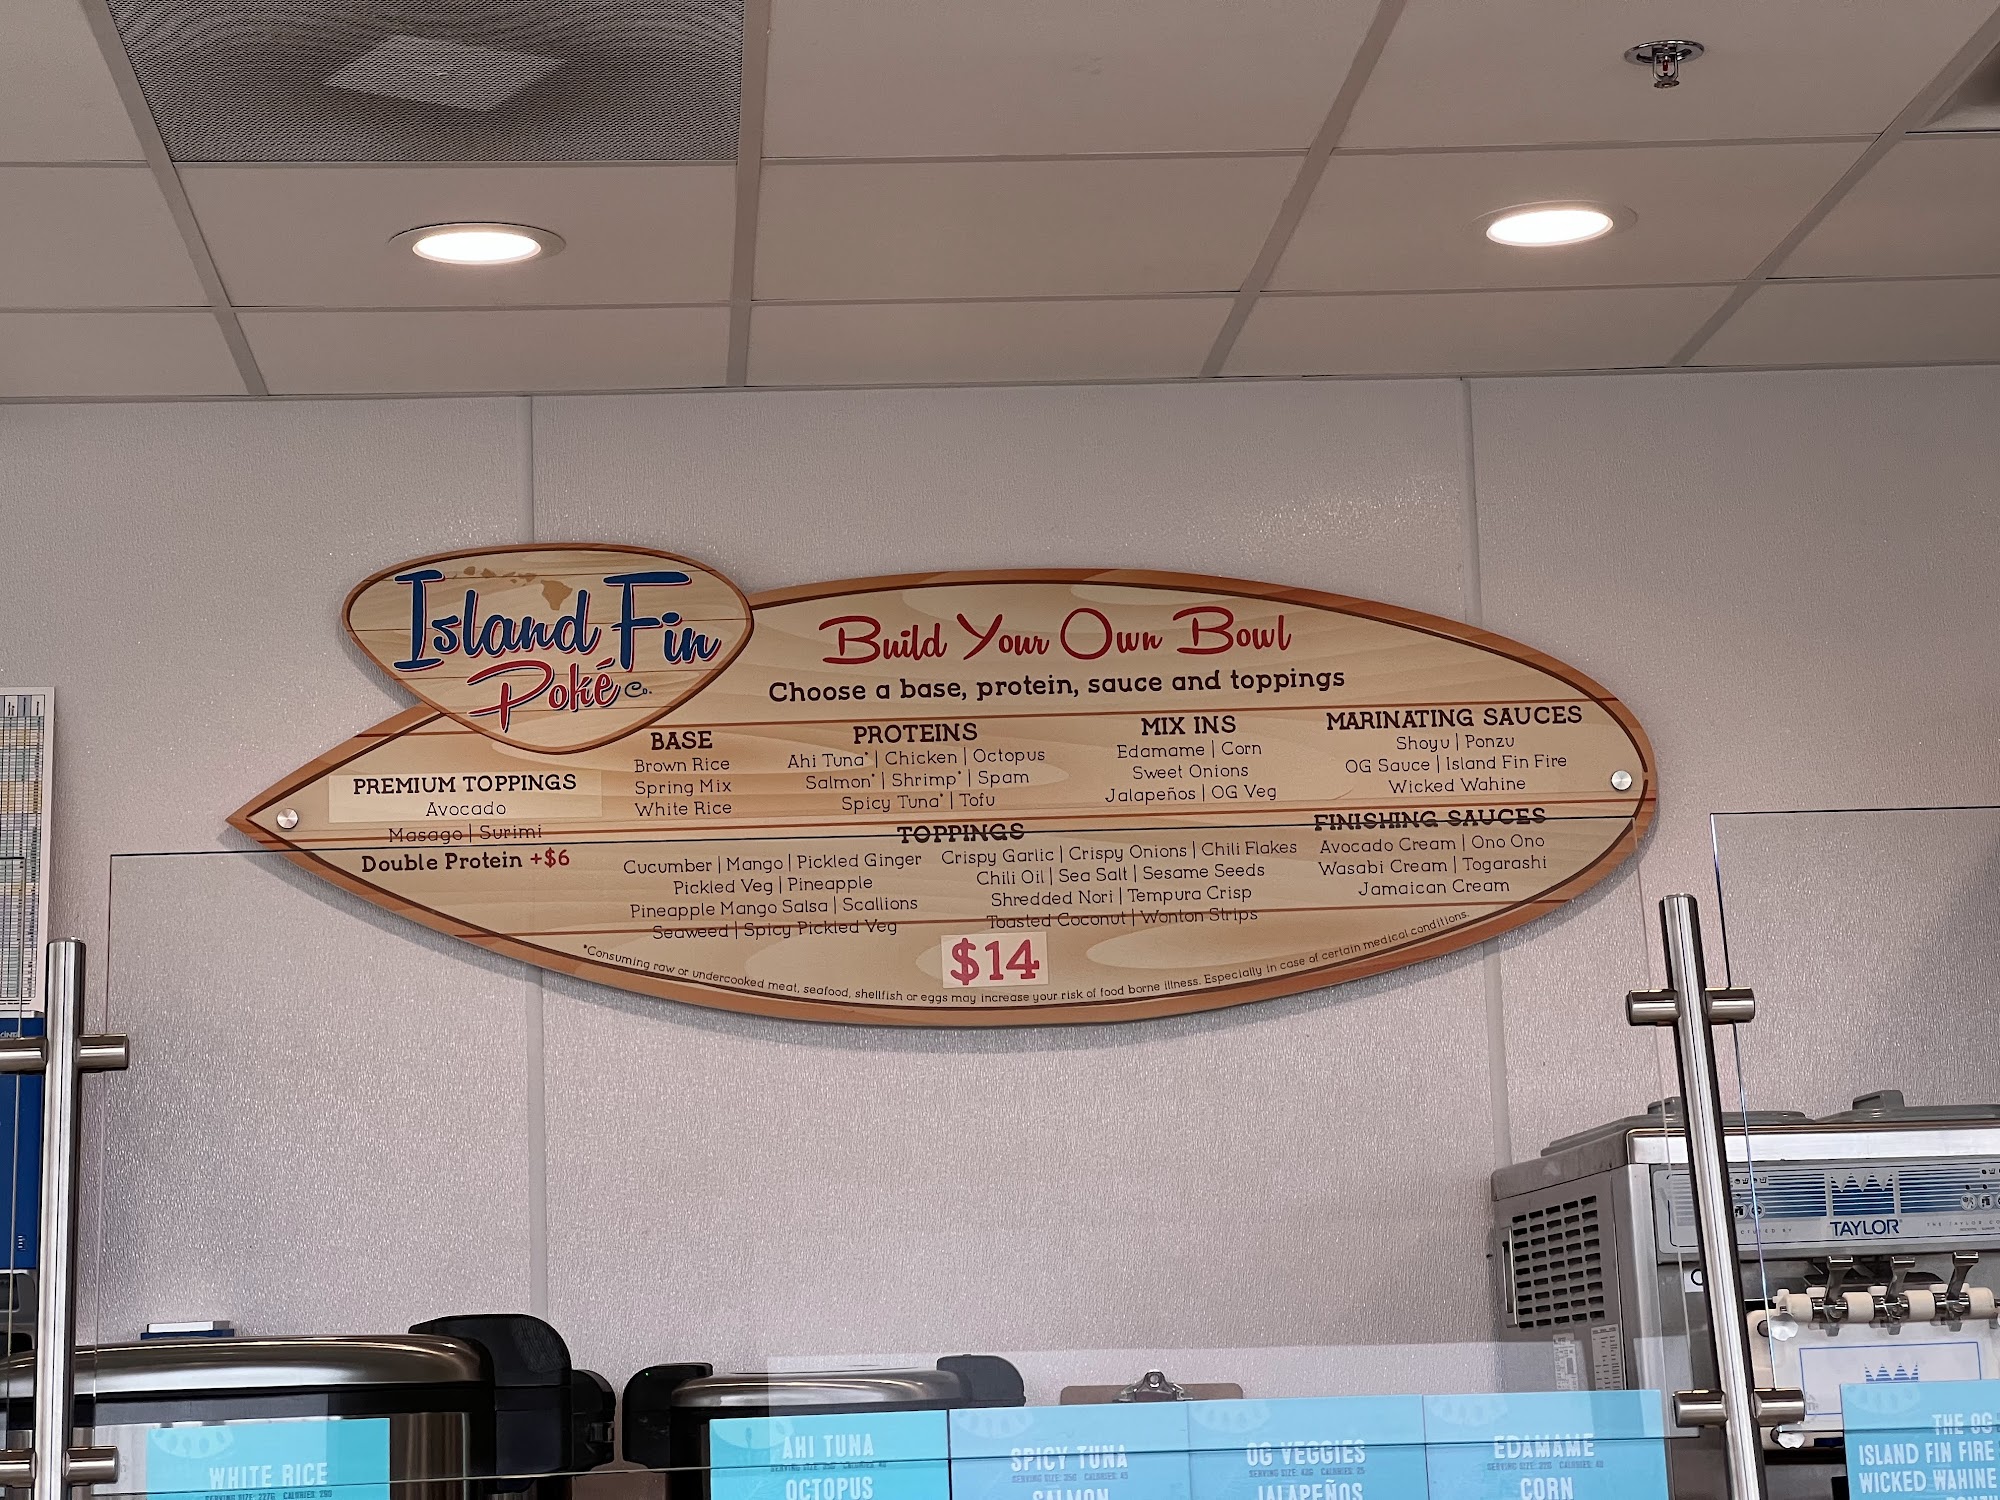 Island Fin
Poké Co.
Build Your Own Bowl
Choose a base, protein, sauce and toppings
PREMIUM TOPPINGS
Avocado
Masago | Surimi
Double Protein +$6
BASE
Brown Rice
Spring Mix
White Rice
PROTEINS
Ahi Tuna* | Chicken | Octopus
Salmon* | Shrimp* | Spam
Spicy Tuna* | Tofu
MIX INS
Edamame | Corn
Sweet Onions
Jalapeños | OG Veg
MARINATING SAUCES
Shoyu | Ponzu
OG Sauce | Island Fin Fire
Wicked Wahine
TOPPINGS
Cucumber | Mango | Pickled Ginger
Pickled Veg | Pineapple
Pineapple Mango Salsa | Scallions
Seaweed | Spicy Pickled Veg
Crispy Garlic | Crispy Onions | Chili Flakes
Chili Oil | Sea Salt | Sesame Seeds
Shredded Nori | Tempura Crisp
Toasted Coconut | Wonton Strips
FINISHING SAUCES
Avocado Cream | Ono Ono
Wasabi Cream | Togarashi
Jamaican Cream
$14
*Consuming raw or undercooked meat, seafood, shellfish or eggs may increase your risk of food borne illness. Especially in case of certain medical conditions.
TAYLOR
WHITE RICE
AHI TUNA
OCTOPUS
SPICY TUNA
SALMON
OG VEGGIES
JALAPEÑOS
EDAMAME
CORN
THE OG
ISLAND FIN FIRE
WICKED WAHINE